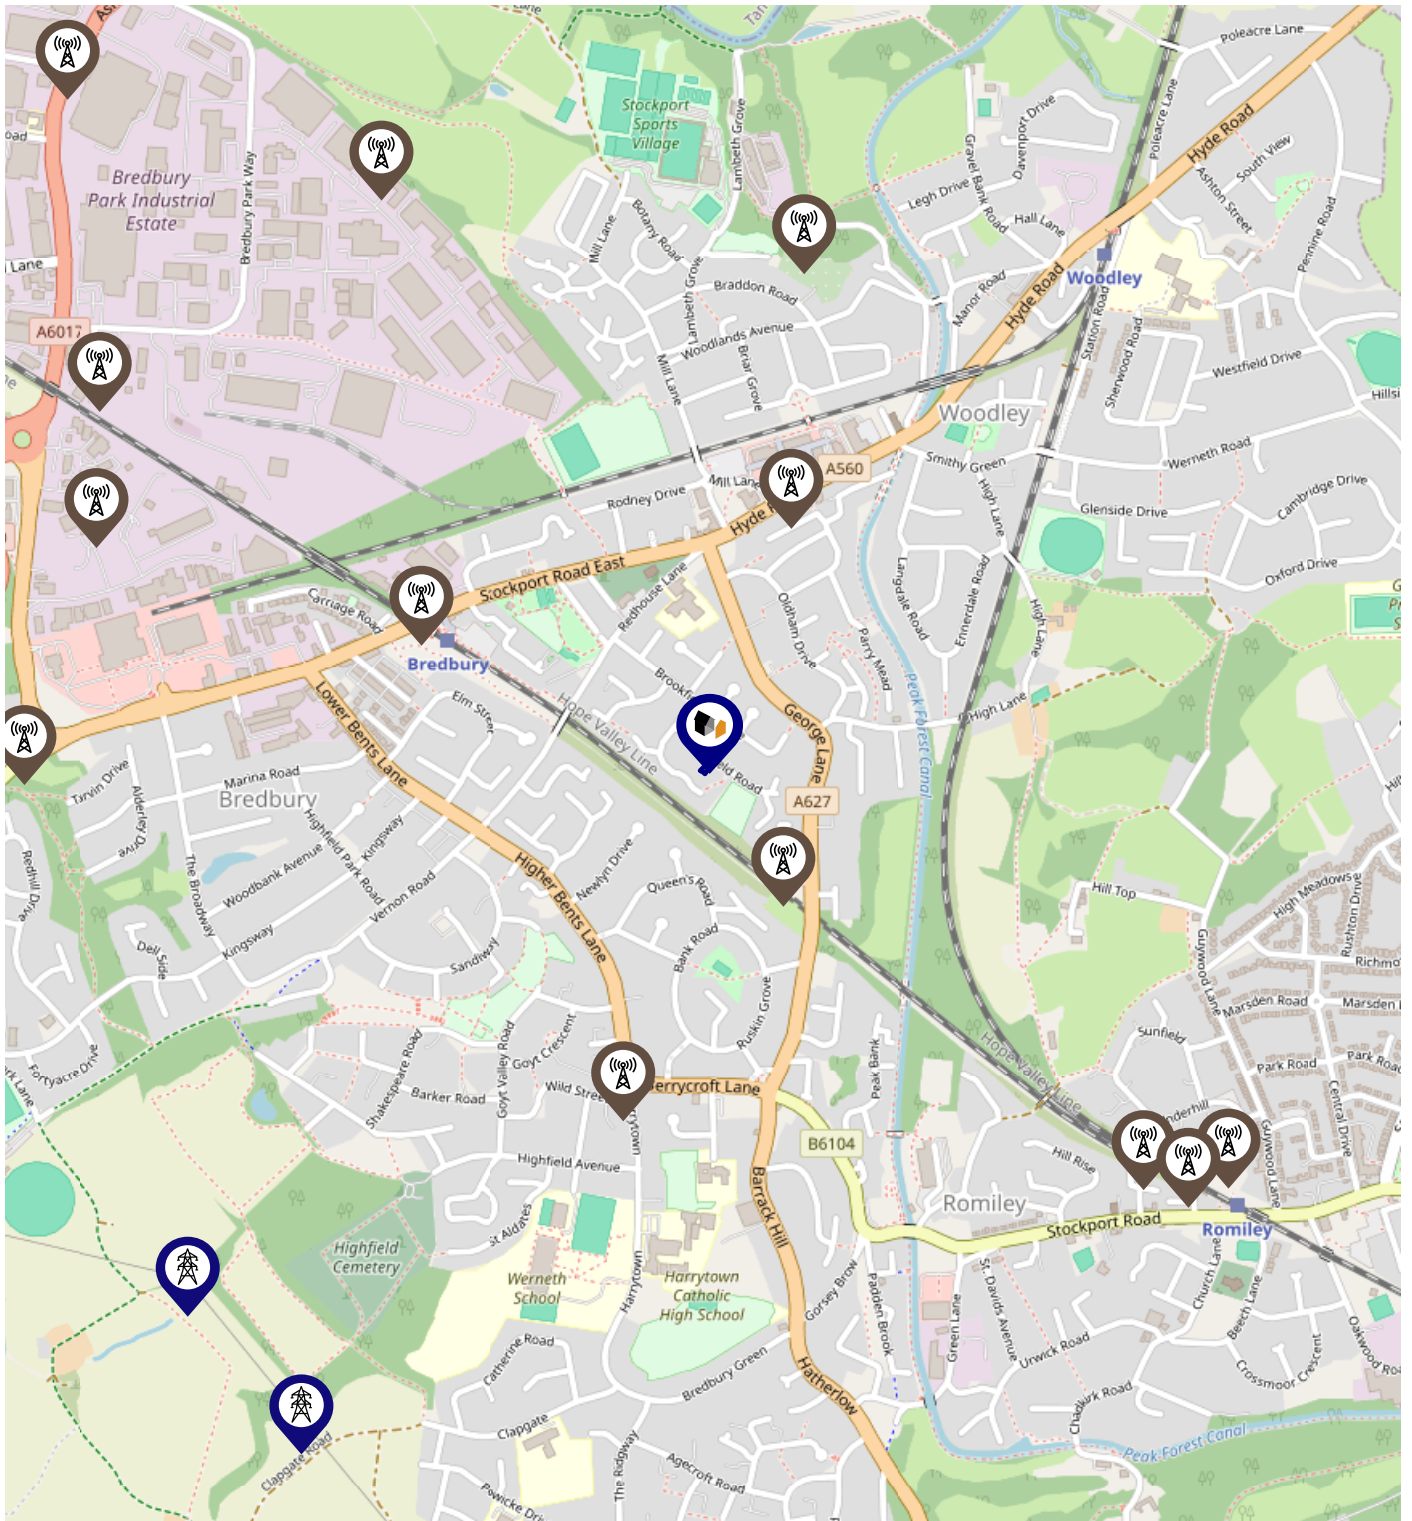 Poleacre Lane
Stockport
Sports
Village
Lambeth Grove
Davenport Drive
Gravel Bank Road
Poleacre Lane
Hyde Road
South View
Ashton Street
Bredbury
Park Industrial
Estate
Bredbury Park Way
Legh Drive
Hall Lane
Mill Lane
Botany Road
Pennine Road
Lane
Woodley
Braddon Road
Manor Road
Hyde Road
Station Road
Lambeth Grove
A6017
Woodlands Avenue
Briar Grove
Mill Lane
Sherwood Road
Westfield Drive
Woodley
Smithy Green
Werneth Road
A560
Mill Lane
Rodney Drive
High Lane
Cambridge Drive
Glenside Drive
Hyde
Stockport Road East
Redhouse Lane
Oldham Drive
Langdale Road
Ennerdale Road
Oxford Drive
Carriage Road
High Lane
Parry Mead
Bredbury
Elm Street
Lower Bents Lane
Hope Valley Line
George Lane
High Lane
Peak Forest Canal
Tarvin Drive
Marina Road
Bredbury
Alderley Drive
A627
Highfield Park Road
Kingsway
Woodbank Avenue
Vernon Road
Higher Bents Lane
Newlyn Drive
Queen's Road
Redhill Drive
The Broadway
Hill Top
High Meadows
Rushton Drive
Kingsway
Dell Side
Sandiway
Bank Road
Guywood Lane
Marsden Road
Ruskin Grove
Sunfield
Fortyacre Drive
Shakespeare Road
Goyt Valley Road
Goyt Crescent
Peak Bank
Hope Valley Line
Park Road
Park Road
Barker Road
Wild Street
Berrycroft Lane
Central Drive
B6104
Highfield Avenue
Hill Rise
Guywood Lane
Barrack Hill
Romiley
Stockport Road
Romiley
St Aldates
Highfield
Cemetery
Werneth
School
Harrytown
Harrytown
Catholic
High School
Gorsey Brow
Padden Brook
Green Lane
St. Davids Avenue
Church Lane
Beech Lane
Urwick Road
Crossmoor Crescent
Catherine Road
Bredbury Green
Hatherlow
Chadkirk Road
Clapgate Road
Clapgate
The Ridgway
Agecroft Road
Peak Forest Canal